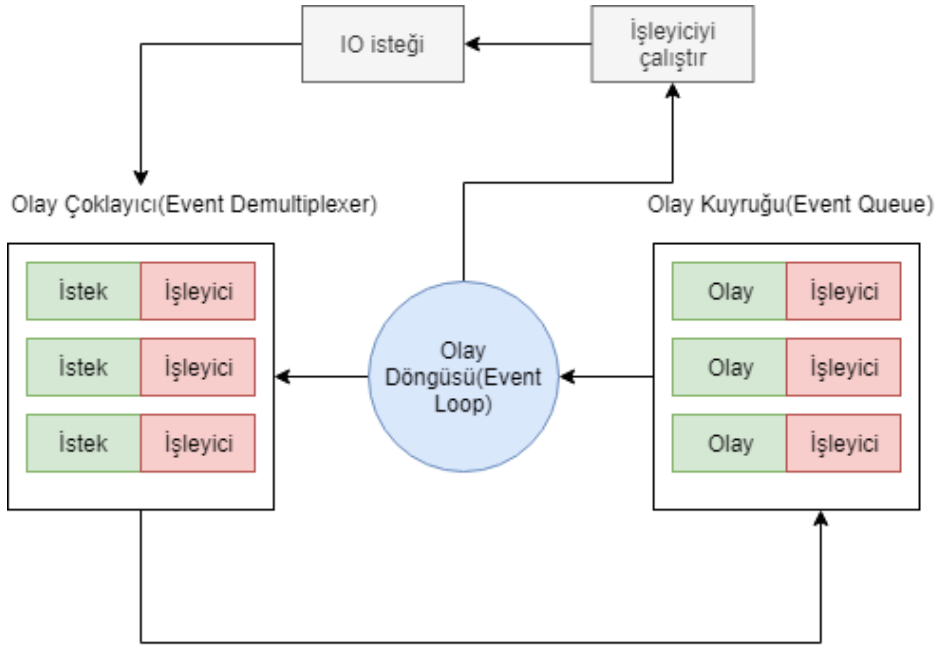 IO isteği
İşleyiciyi
çalıştır
Olay Çoklayıcı(Event Demultiplexer)
Olay Kuyruğu(Event Queue)
İstek İşleyici
İstek İşleyici
İstek İşleyici
Olay
Döngüsü(Event
Loop)
Olay İşleyici
Olay İşleyici
Olay İşleyici